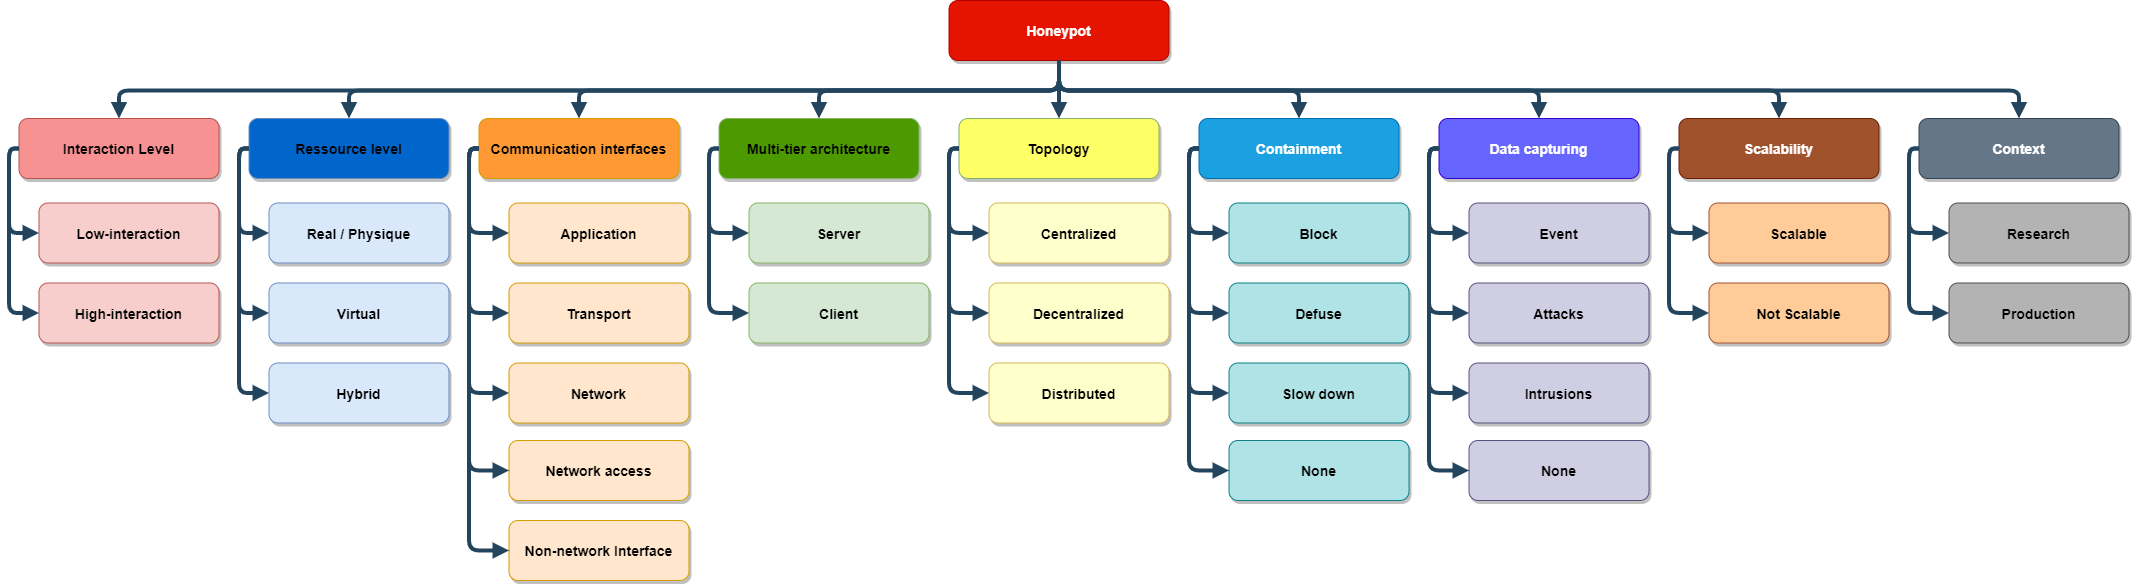 Honeypot
Interaction Level
Low-interaction
High-interaction
Ressource level
Real / Physique
Virtual
Hybrid
Communication interfaces
Application
Transport
Network
Network access
Non-network Interface
Multi-tier architecture
Server
Client
Topology
Centralized
Decentralized
Distributed
Containment
Block
Defuse
Slow down
None
Data capturing
Event
Attacks
Intrusions
None
Scalability
Scalable
Not Scalable
Context
Research
Production